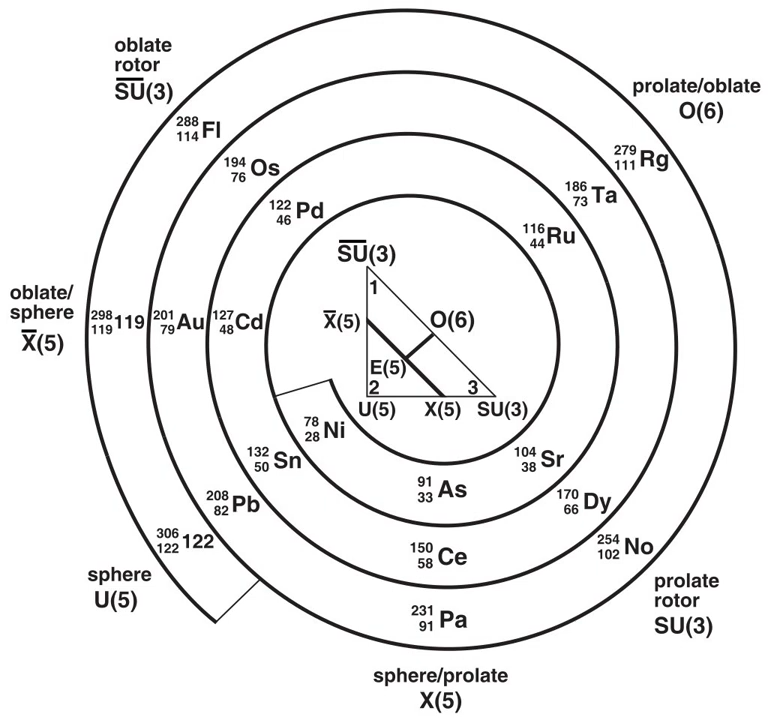 oblate
rotor
S̅U̅(3)
prolate/oblate
O(6)
288
114 Fl
279
111 Rg
194
76 Os
186
73 Ta
122
46 Pd
116
44 Ru
S̅U̅(3)
1
oblate/
sphere
X̅(5)
298
119 119
201
79 Au
127
48 Cd
X̅(5)
O(6)
E(5)
2
3
U(5)
X(5)
SU(3)
78
28 Ni
132
50 Sn
104
38 Sr
91
33 As
208
82 Pb
170
66 Dy
306
122 122
150
58 Ce
254
102 No
sphere
U(5)
prolate
rotor
SU(3)
231
91 Pa
sphere/prolate
X(5)